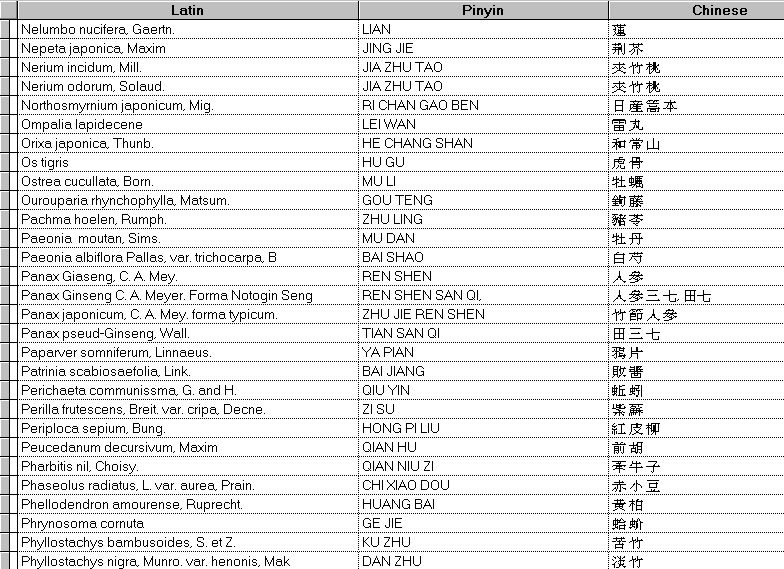 Latin Pinyin Chinese
Nelumbo nucifera, Gaertn. LIAN 蓮
Nepeta japonica, Maxim JING JIE 荆芥
Nerium incidum, Mill. JIA ZHU TAO 夾竹桃
Nerium odorum, Solaud. JIA ZHU TAO 夾竹桃
Northosmyrnium japonicum, Mig. RI CHAN GAO BEN 日産篙本
Ompalia lapidecene LEI WAN 雷丸
Orixa japonica, Thunb. HE CHANG SHAN 和常山
Os tigris HU GU 虎骨
Ostrea cucullata, Born. MU LI 牡蠣
Ourouparia rhynchophylla, Matsum. GOU TENG 鉤藤
Pachma hoelen, Rumph. ZHU LING 豬苓
Paeonia moutan, Sims. MU DAN 牡丹
Paeonia albiflora Pallas, var. trichocarpa, B BAI SHAO 白芍
Panax Giaseng, C. A. Mey. REN SHEN 人參
Panax Ginseng C. A. Meyer. Forma Notogin Seng REN SHEN SAN QI, 人參三七, 田七
Panax japonicum, C. A. Mey. forma typicum. ZHU JIE REN SHEN 竹節人參
Panax pseud-Ginseng, Wall. TIAN SAN QI 田三七
Paparver somniferum, Linnaeus. YA PIAN 鴉片
Patrinia scabiosaefolia, Link. BAI JIANG 敗醬
Perichaeta communissma, G. and H. QIU YIN 蚯蚓
Perilla frutescens, Breit. var. cripa, Decne. ZI SU 紫蘇
Periploca sepium, Bung. HONG PI LIU 紅皮柳
Peucedanum decursivum, Maxim QIAN HU 前胡
Pharbitis nil, Choisy. QIAN NIU ZI 牽牛子
Phaseolus radiatus, L. var. aurea, Prain. CHI XIAO DOU 赤小豆
Phellodendron amourense, Ruprecht. HUANG BAI 黄柏
Phrynosoma cornuta GE JIE 蛤蚧
Phyllostachys bambusoides, S. et Z. KU ZHU 苦竹
Phyllostachys nigra, Munro. var. henonis, Mak DAN ZHU 淡竹